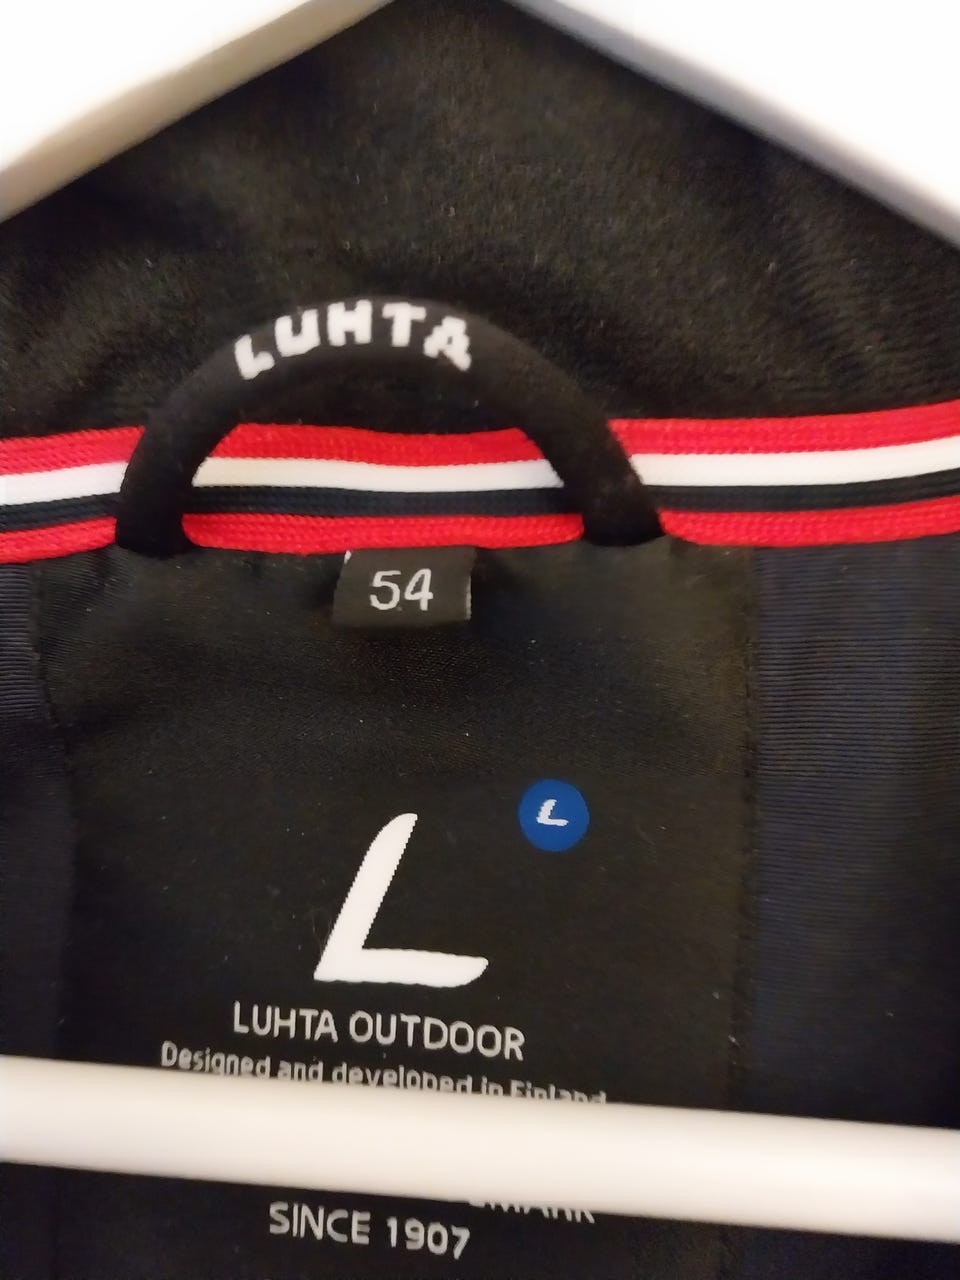 LUHTA
54
L
L
LUHTA OUTDOOR
Designed and developed in Finland
SINCE 1907